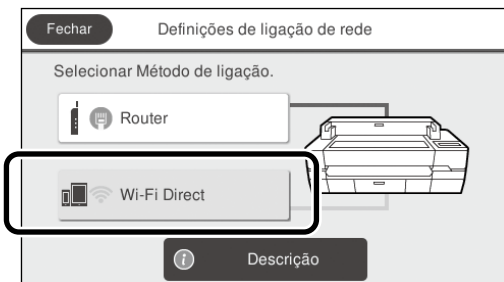 Fechar
Definições de ligação de rede
Selecionar Método de ligação.
Router
Wi-Fi Direct
i
Descrição